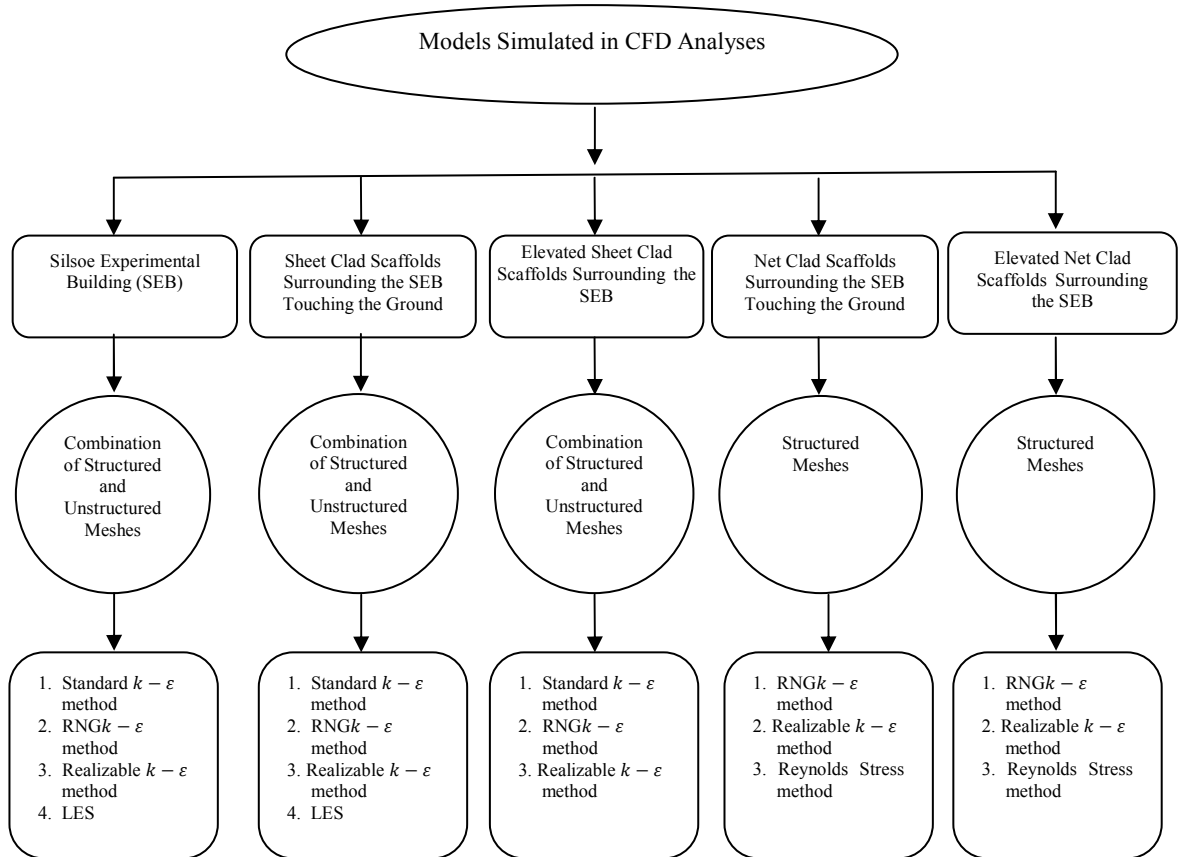 Models Simulated in CFD Analyses
Silsoe Experimental
Building (SEB)
Sheet Clad Scaffolds
Surrounding the SEB
Touching the Ground
Elevated Sheet Clad
Scaffolds Surrounding the
SEB
Net Clad Scaffolds
Surrounding the SEB
Touching the Ground
Elevated Net Clad
Scaffolds Surrounding
the SEB
Combination
of Structured
and
Unstructured
Meshes
Combination
of Structured
and
Unstructured
Meshes
Combination
of Structured
and
Unstructured
Meshes
Structured
Meshes
Structured
Meshes
1. Standard k − ε
method
2. RNGk − ε
method
3. Realizable k − ε
method
4. LES
1. Standard k − ε
method
2. RNGk − ε
method
3. Realizable k − ε
method
4. LES
1. Standard k − ε
method
2. RNGk − ε
method
3. Realizable k − ε
method
1. RNGk − ε
method
2. Realizable k − ε
method
3. Reynolds Stress
method
1. RNGk − ε
method
2. Realizable k − ε
method
3. Reynolds Stress
method